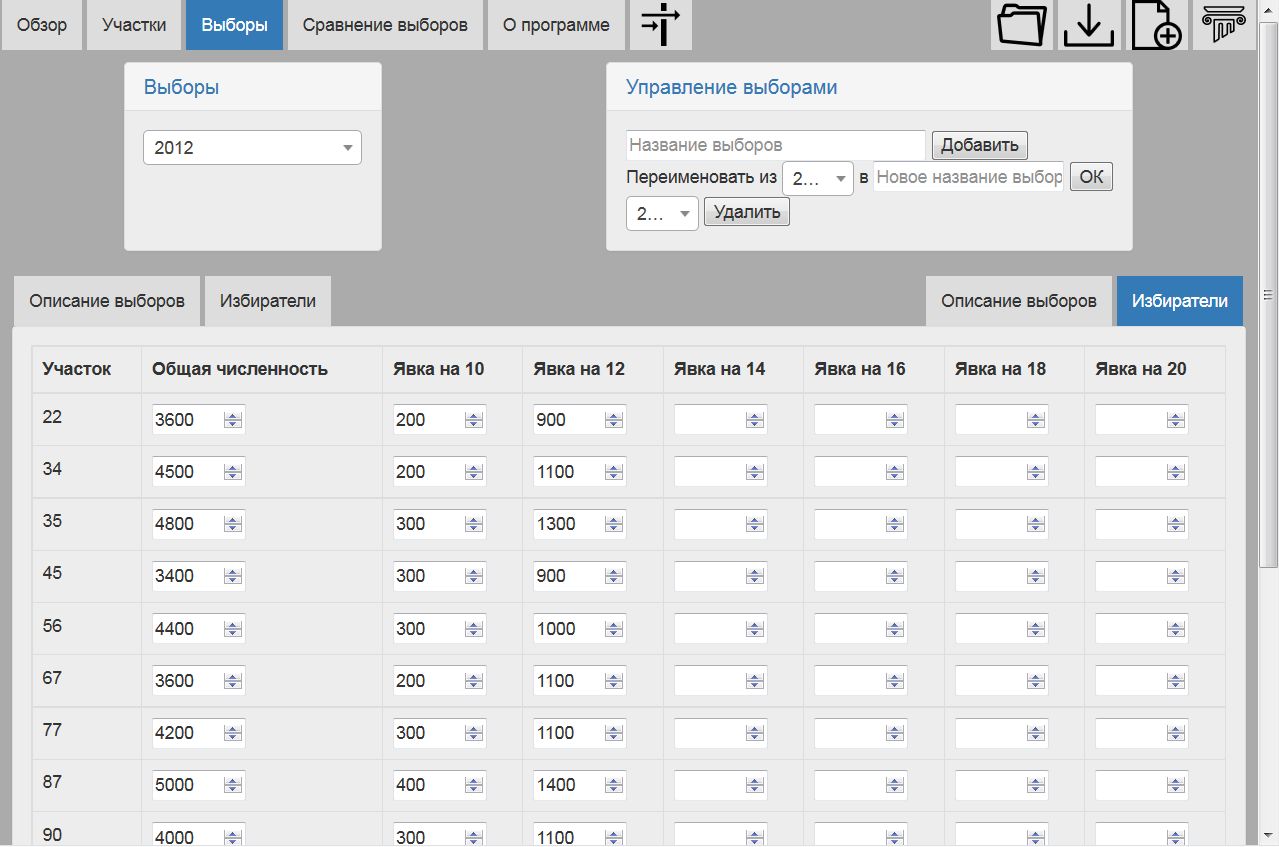 Обзор Участки Выборы Сравнение выборов О программе
Выборы
2012
Управление выборами
Название выборов Добавить
Переименовать из 2... в Новое название выбор ОК
2... Удалить
Описание выборов Избиратели Описание выборов Избиратели
Участок Общая численность Явка на 10 Явка на 12 Явка на 14 Явка на 16 Явка на 18 Явка на 20
22 3600 200 900
34 4500 200 1100
35 4800 300 1300
45 3400 300 900
56 4400 300 1000
67 3600 200 1100
77 4200 300 1100
87 5000 400 1400
90 4000 300 1100